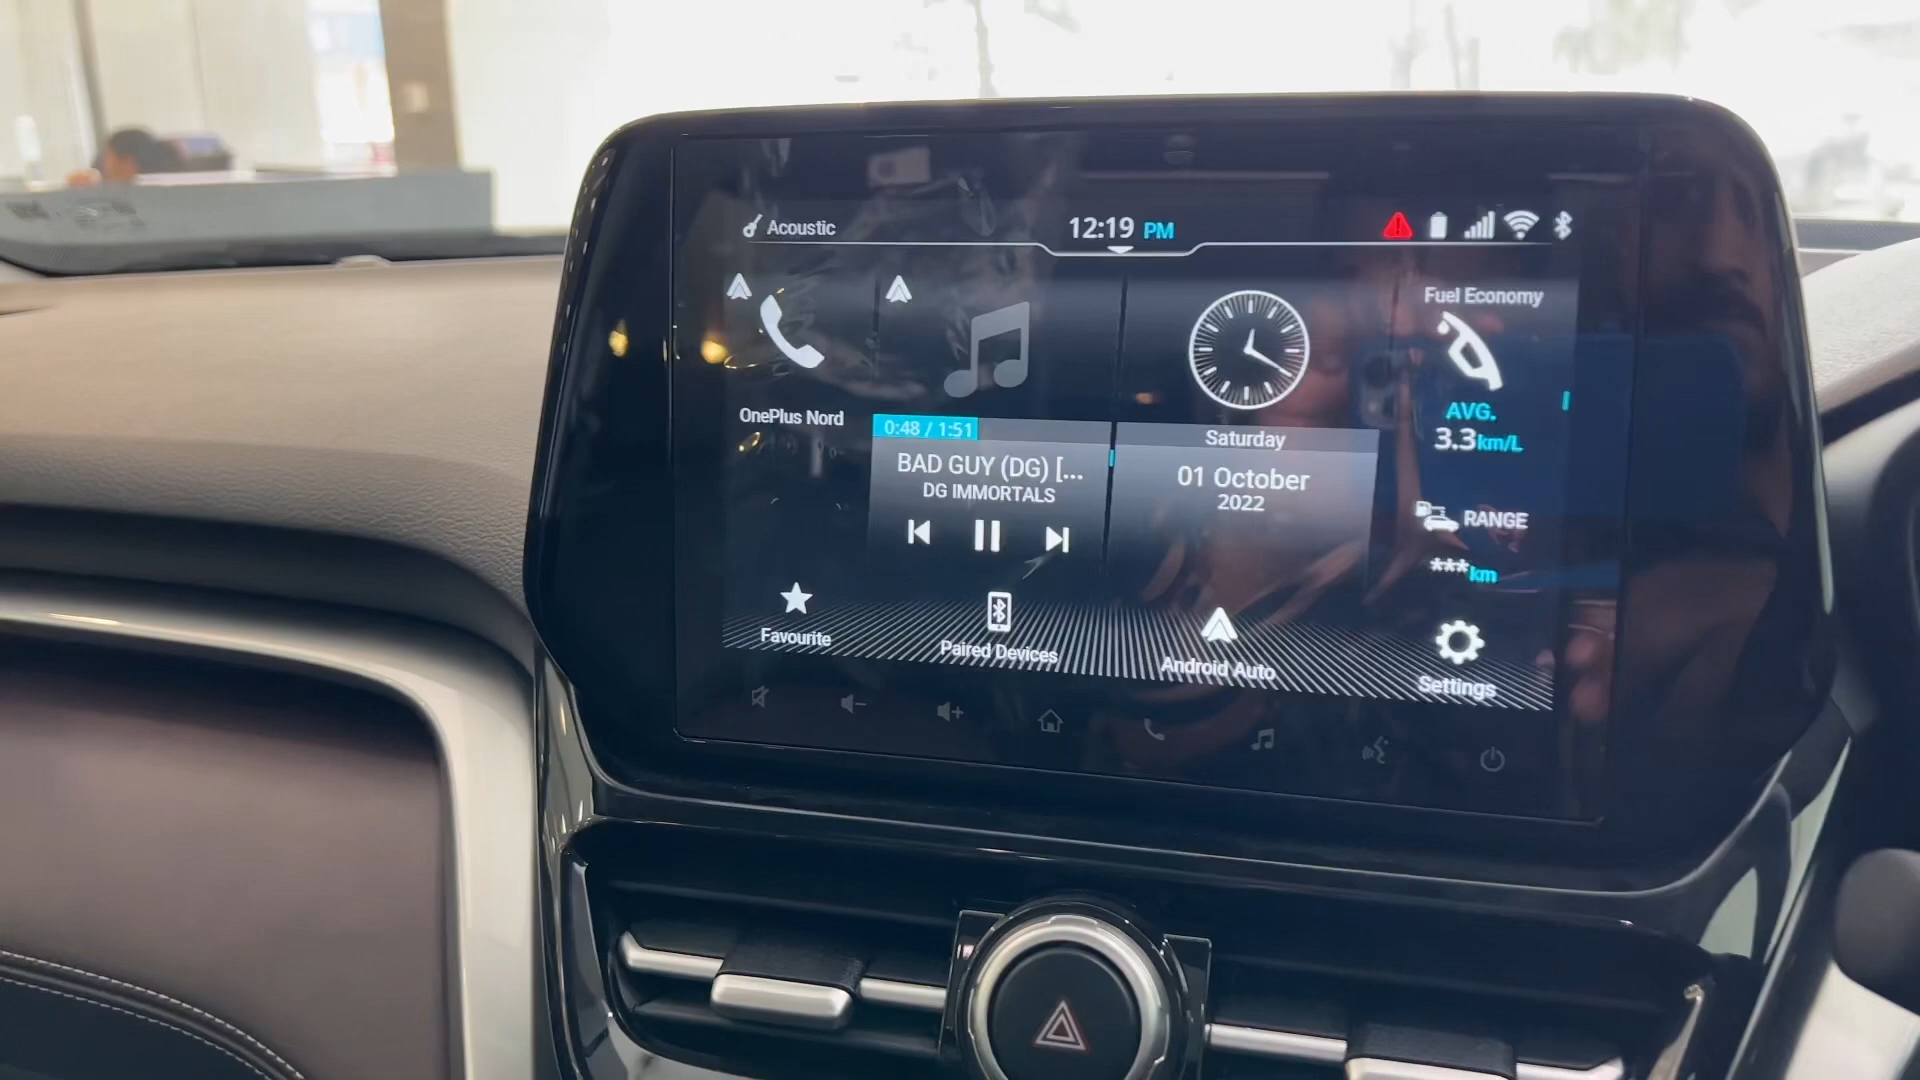 Acoustic
12:19 PM
OnePlus Nord
0:48 / 1:51
BAD GUY (DG) [...
DG IMMORTALS
Saturday
01 October
2022
Fuel Economy
AVG.
3.3km/L
RANGE
***km
Favourite
Paired Devices
Android Auto
Settings